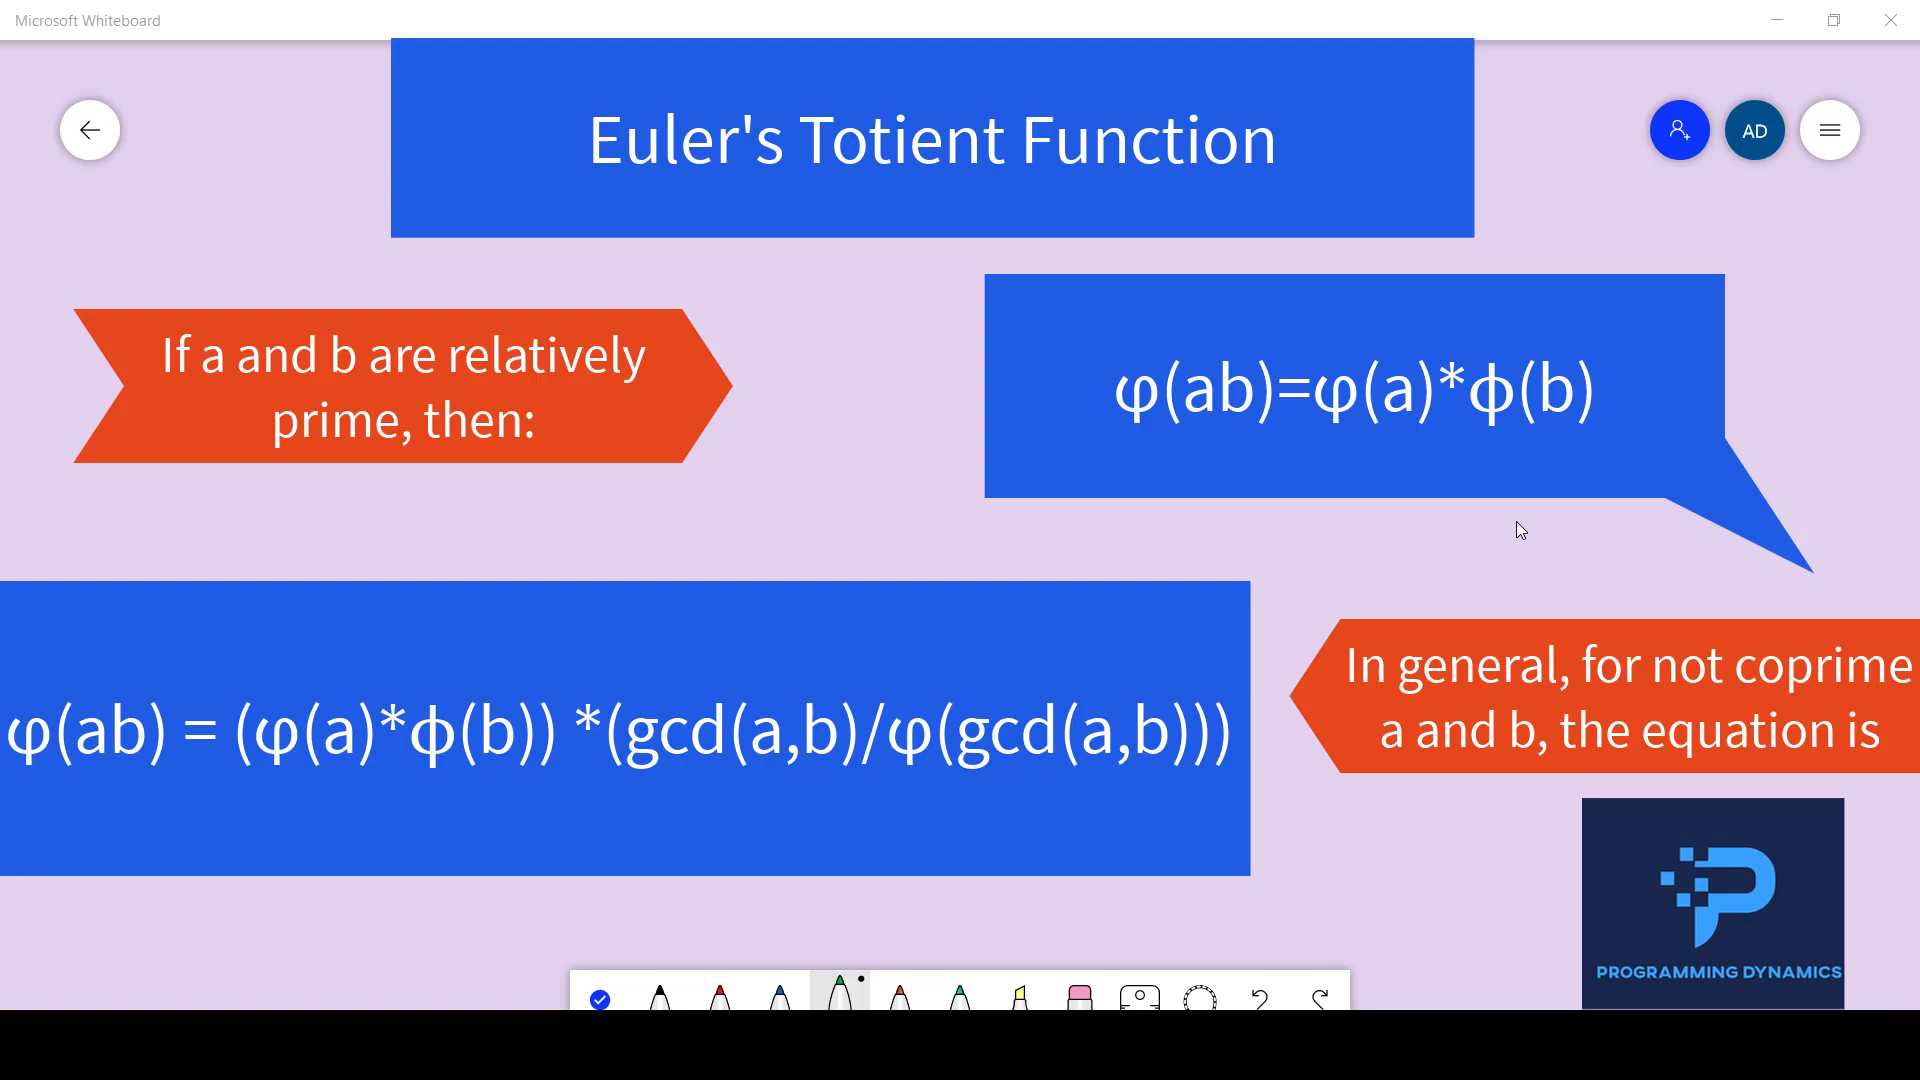 Microsoft Whiteboard
Euler's Totient Function
AD
If a and b are relatively
prime, then:
φ(ab)=φ(a)*ϕ(b)
φ(ab) = (φ(a)*ϕ(b)) *(gcd(a,b)/φ(gcd(a,b)))
In general, for not coprime
a and b, the equation is
PROGRAMMING DYNAMICS